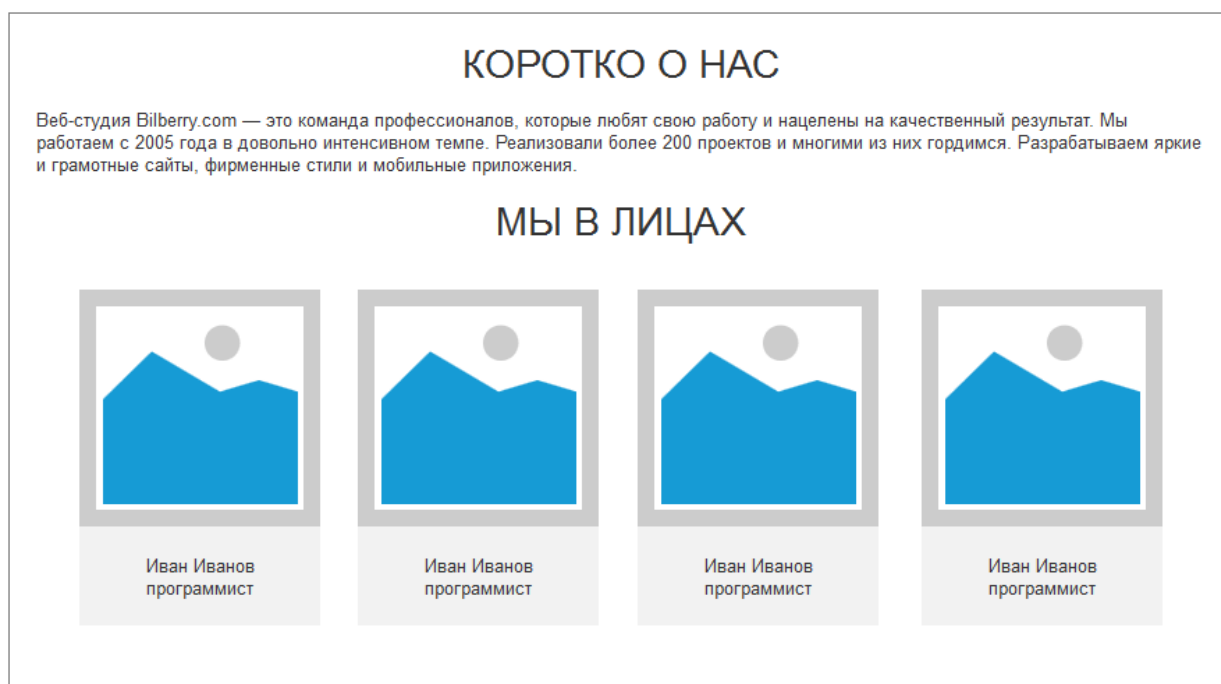 КОРОТКО О НАС
Веб-студия Bilberry.com — это команда профессионалов, которые любят свою работу и нацелены на качественный результат. Мы
работаем с 2005 года в довольно интенсивном темпе. Реализовали более 200 проектов и многими из них гордимся. Разрабатываем яркие
и грамотные сайты, фирменные стили и мобильные приложения.
МЫ В ЛИЦАХ
Иван Иванов
программист
Иван Иванов
программист
Иван Иванов
программист
Иван Иванов
программист